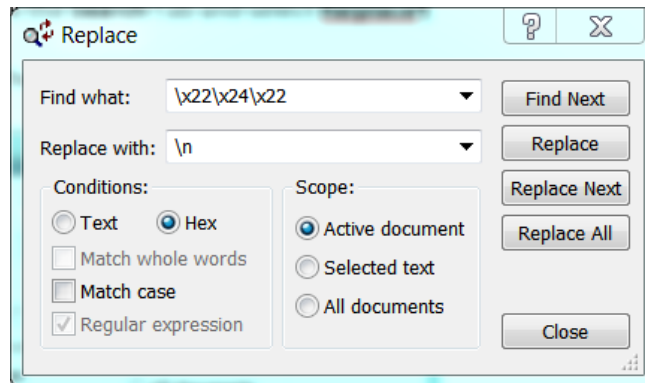 Replace
Find what: \x22\x24\x22
Find Next
Replace with: \n
Replace
Conditions:
Scope:
Replace Next
Text Hex
Active document
Replace All
Match whole words
Selected text
Match case
All documents
Regular expression
Close